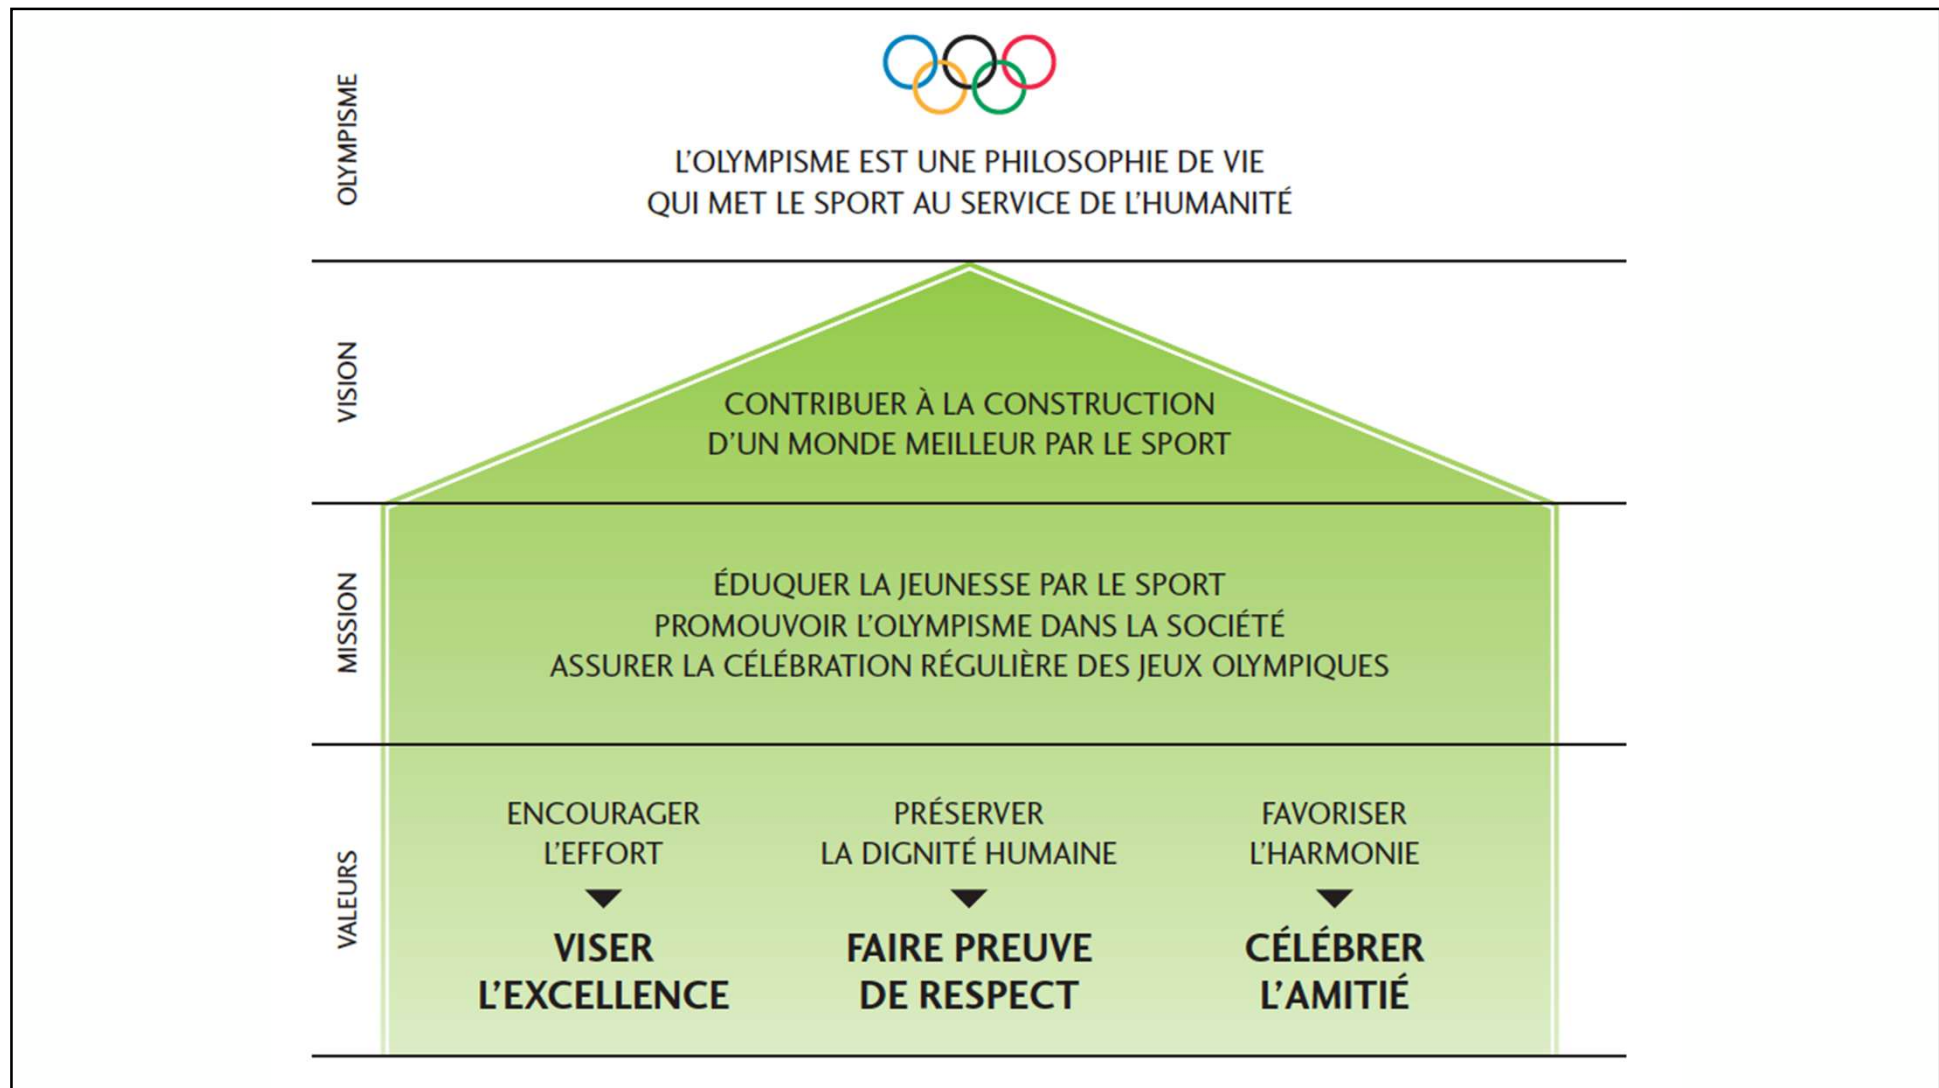 OLYMPISME
L'OLYMPISME EST UNE PHILOSOPHIE DE VIE
QUI MET LE SPORT AU SERVICE DE L'HUMANITÉ
VISION
CONTRIBUER À LA CONSTRUCTION
D'UN MONDE MEILLEUR PAR LE SPORT
MISSION
ÉDUQUER LA JEUNESSE PAR LE SPORT
PROMOUVOIR L'OLYMPISME DANS LA SOCIÉTÉ
ASSURER LA CÉLÉBRATION RÉGULIÈRE DES JEUX OLYMPIQUES
VALEURS
ENCOURAGER
L'EFFORT
VISER
L'EXCELLENCE
PRÉSERVER
LA DIGNITÉ HUMAINE
FAIRE PREUVE
DE RESPECT
FAVORISER
L'HARMONIE
CÉLÉBRER
L'AMITIÉ